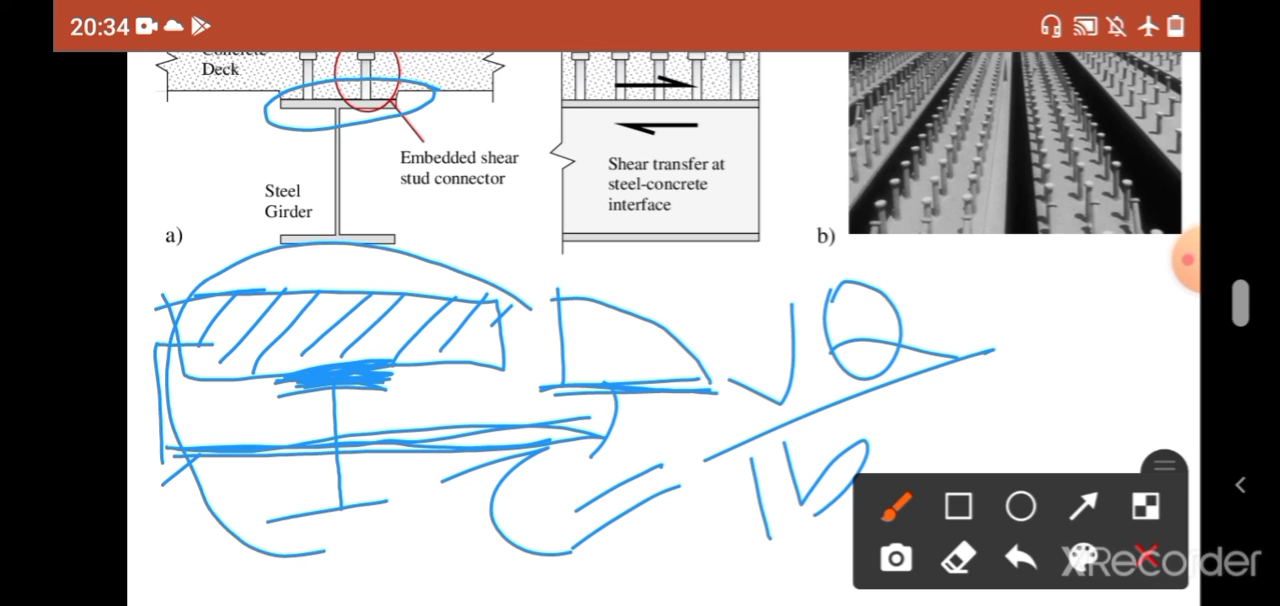 20:34
Concrete
Deck
Embedded shear
stud connector
Steel
Girder
Shear transfer at
steel-concrete
interface
a)
b)
VQ
Ib
XRecorder